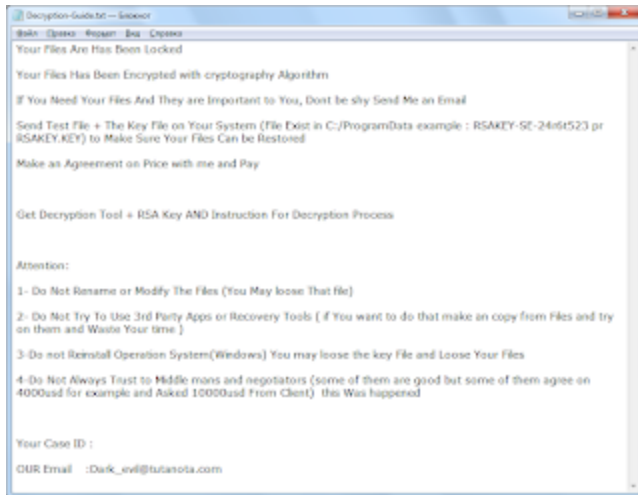 Decryption-Guide.txt — Блокнот
Файл Правка Формат Вид Справка
Your Files Are Has Been Locked
Your Files Has Been Encrypted with cryptography Algorithm
If You Need Your Files And They are Important to You, Dont be shy Send Me an Email
Send Test File + The Key File on Your System (File Exist in C:/ProgramData example : RSAKEY-SE-24r6t523 pr
RSAKEY.KEY) to Make Sure Your Files Can be Restored
Make an Agreement on Price with me and Pay
Get Decryption Tool + RSA Key AND Instruction For Decryption Process
Attention:
1- Do Not Rename or Modify The Files (You May loose That file)
2- Do Not Try To Use 3rd Party Apps or Recovery Tools ( if You want to do that make an copy from Files and try
on them and Waste Your time )
3-Do not Reinstall Operation System(Windows) You may loose the key File and Loose Your Files
4-Do Not Always Trust to Middle mans and negotiators (some of them are good but some of them agree on
4000usd for example and Asked 10000usd From Client) this Was happened
Your Case ID :
OUR Email :Dark_evil@tutanota.com